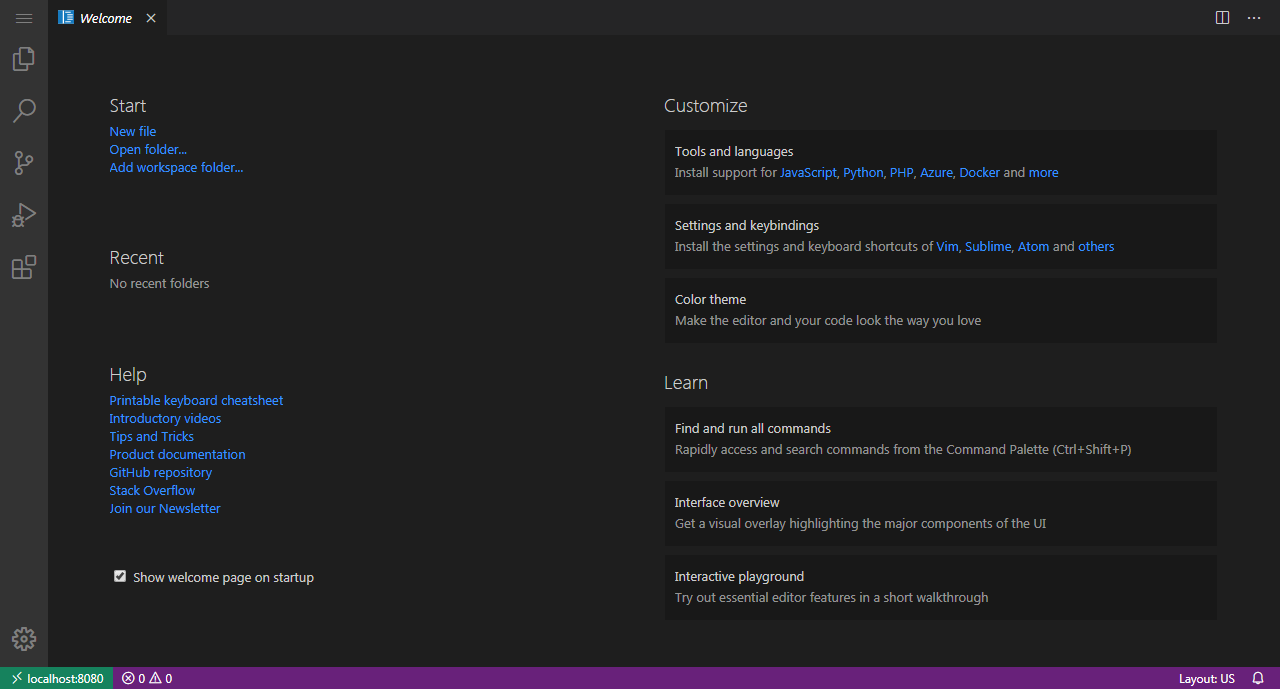 Welcome
Start
New file
Open folder...
Add workspace folder...
Recent
No recent folders
Help
Printable keyboard cheatsheet
Introductory videos
Tips and Tricks
Product documentation
GitHub repository
Stack Overflow
Join our Newsletter
Show welcome page on startup
Customize
Tools and languages
Install support for JavaScript, Python, PHP, Azure, Docker and more
Settings and keybindings
Install the settings and keyboard shortcuts of Vim, Sublime, Atom and others
Color theme
Make the editor and your code look the way you love
Learn
Find and run all commands
Rapidly access and search commands from the Command Palette (Ctrl+Shift+P)
Interface overview
Get a visual overlay highlighting the major components of the UI
Interactive playground
Try out essential editor features in a short walkthrough
localhost:8080 0 0 Layout: US